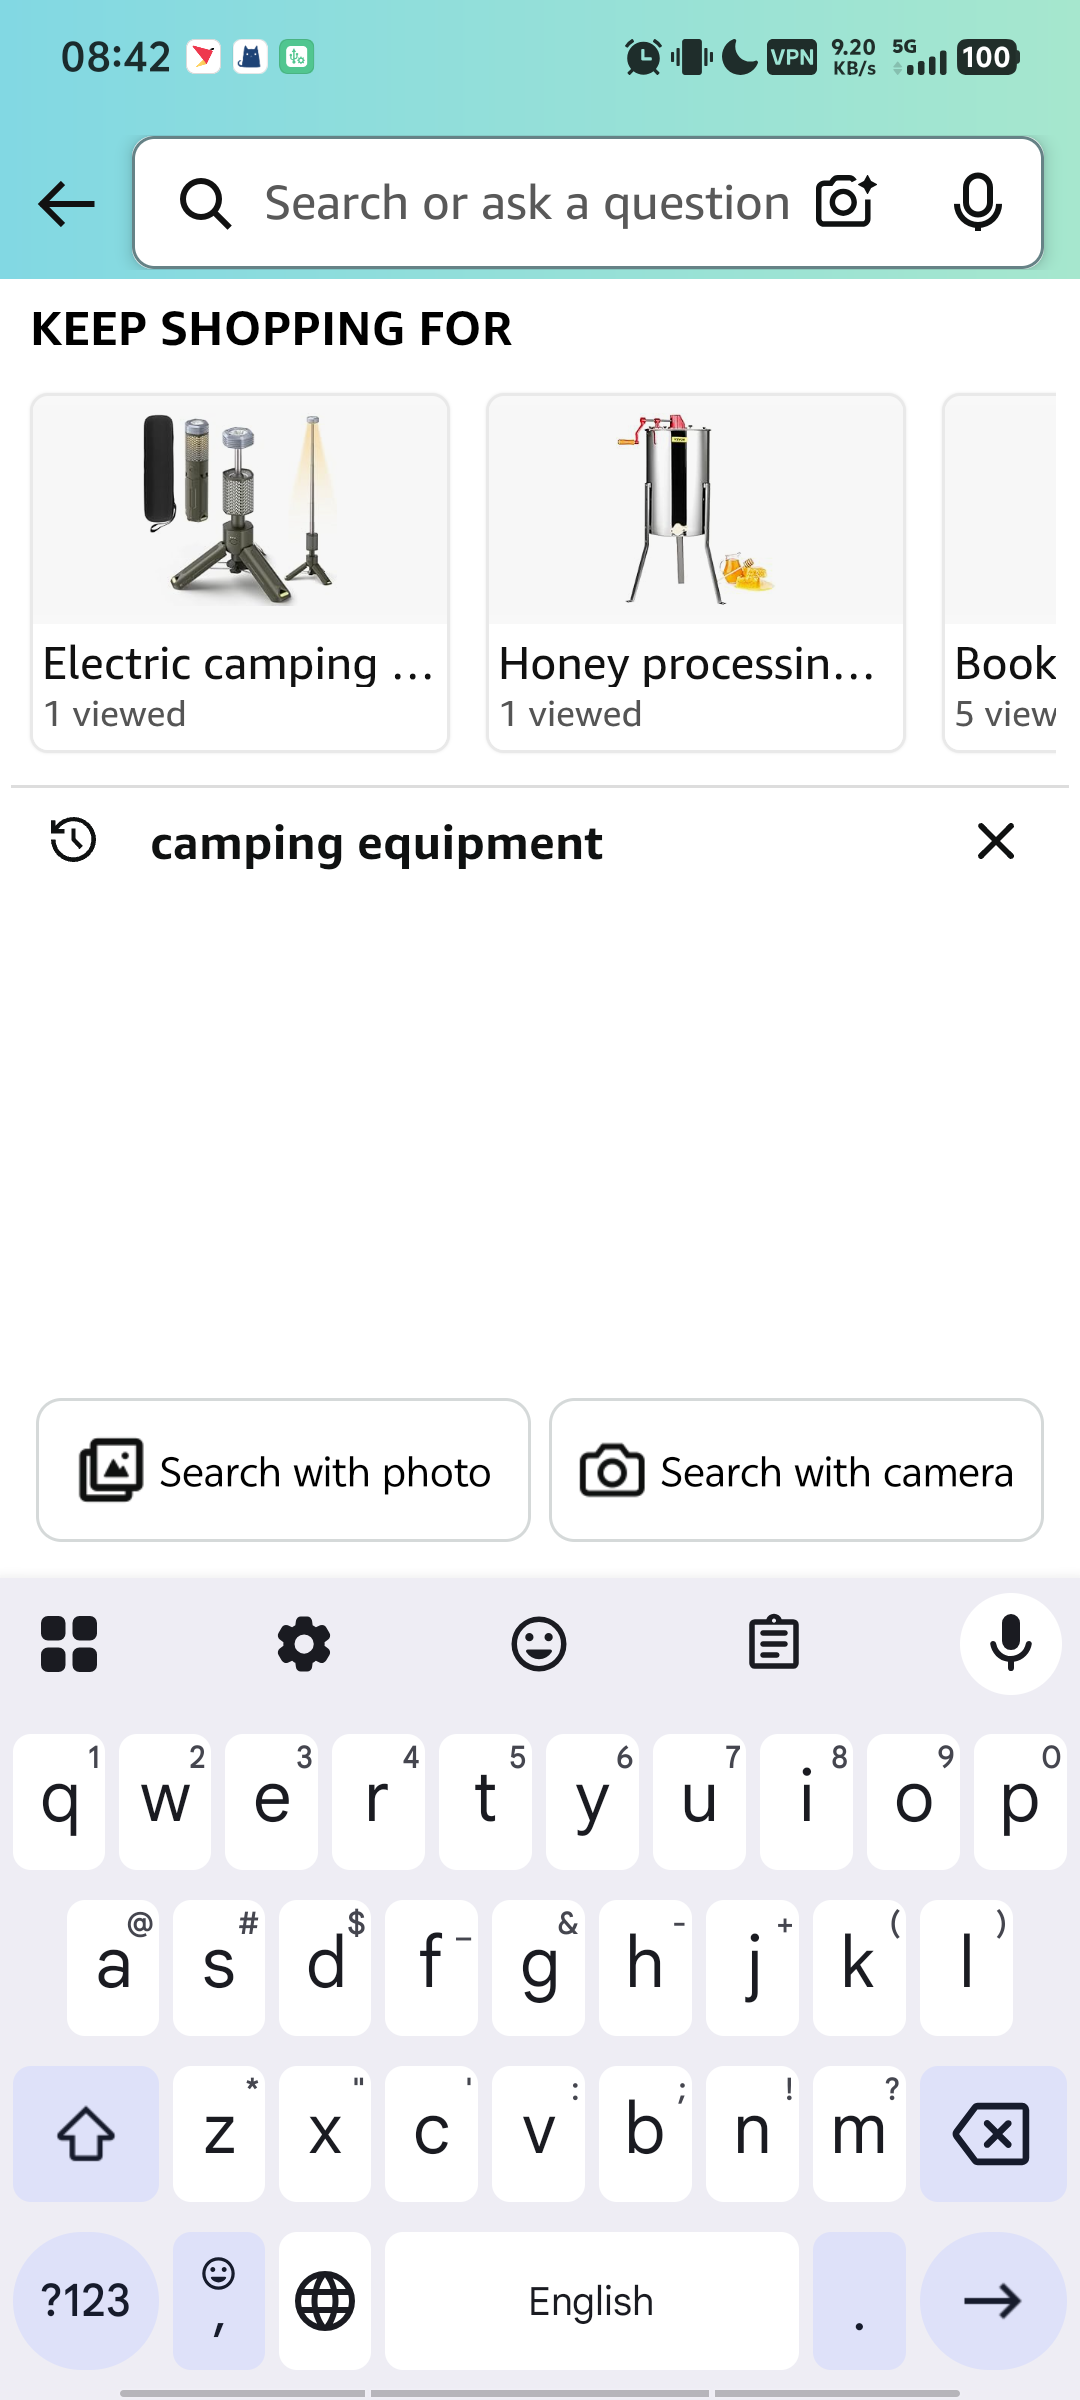 08:42
VPN
9.20
KB/s
5G
100
Search or ask a question
KEEP SHOPPING FOR
Electric camping ...
1 viewed
Honey processin...
1 viewed
Book
5 view
camping equipment
Search with photo
Search with camera
1 2 3 4 5 6 7 8 9 0
q w e r t y u i o p
@ # $ _ & - + ( )
a s d f g h j k l
* " ' : ; ! ?
z x c v b n m
?123
,
English
.